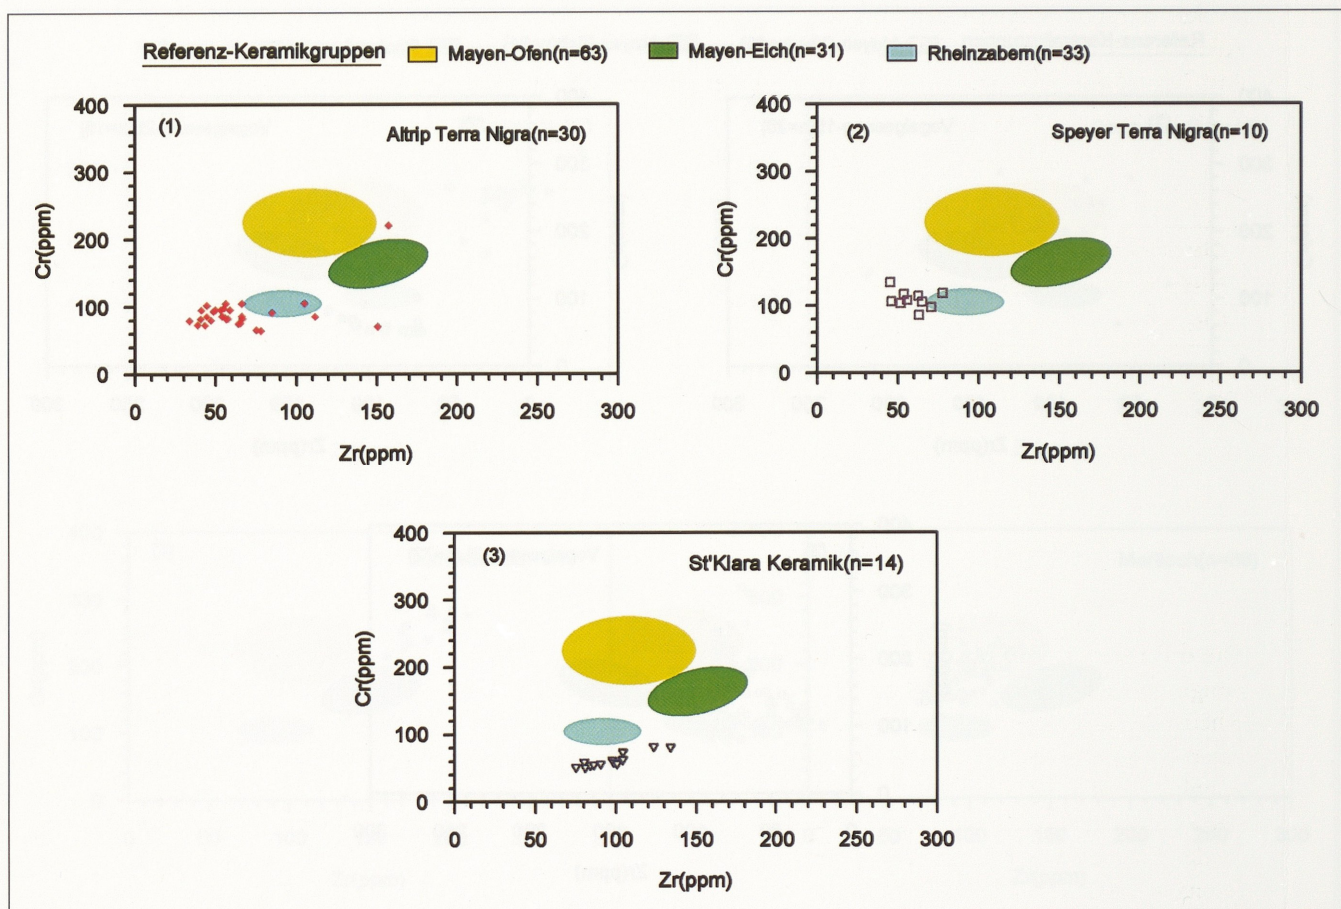 Referenz-Keramikgruppen Mayen-Ofen(n=63) Mayen-Eich(n=31) Rheinzabern(n=33)
(1) Altrip Terra Nigra(n=30)
400
300
200
100
0
Cr(ppm)
0 50 100 150 200 250 300
Zr(ppm)
(2) Speyer Terra Nigra(n=10)
400
300
200
100
0
Cr(ppm)
0 50 100 150 200 250 300
Zr(ppm)
(3) St'Klara Keramik(n=14)
400
300
200
100
0
Cr(ppm)
0 50 100 150 200 250 300
Zr(ppm)